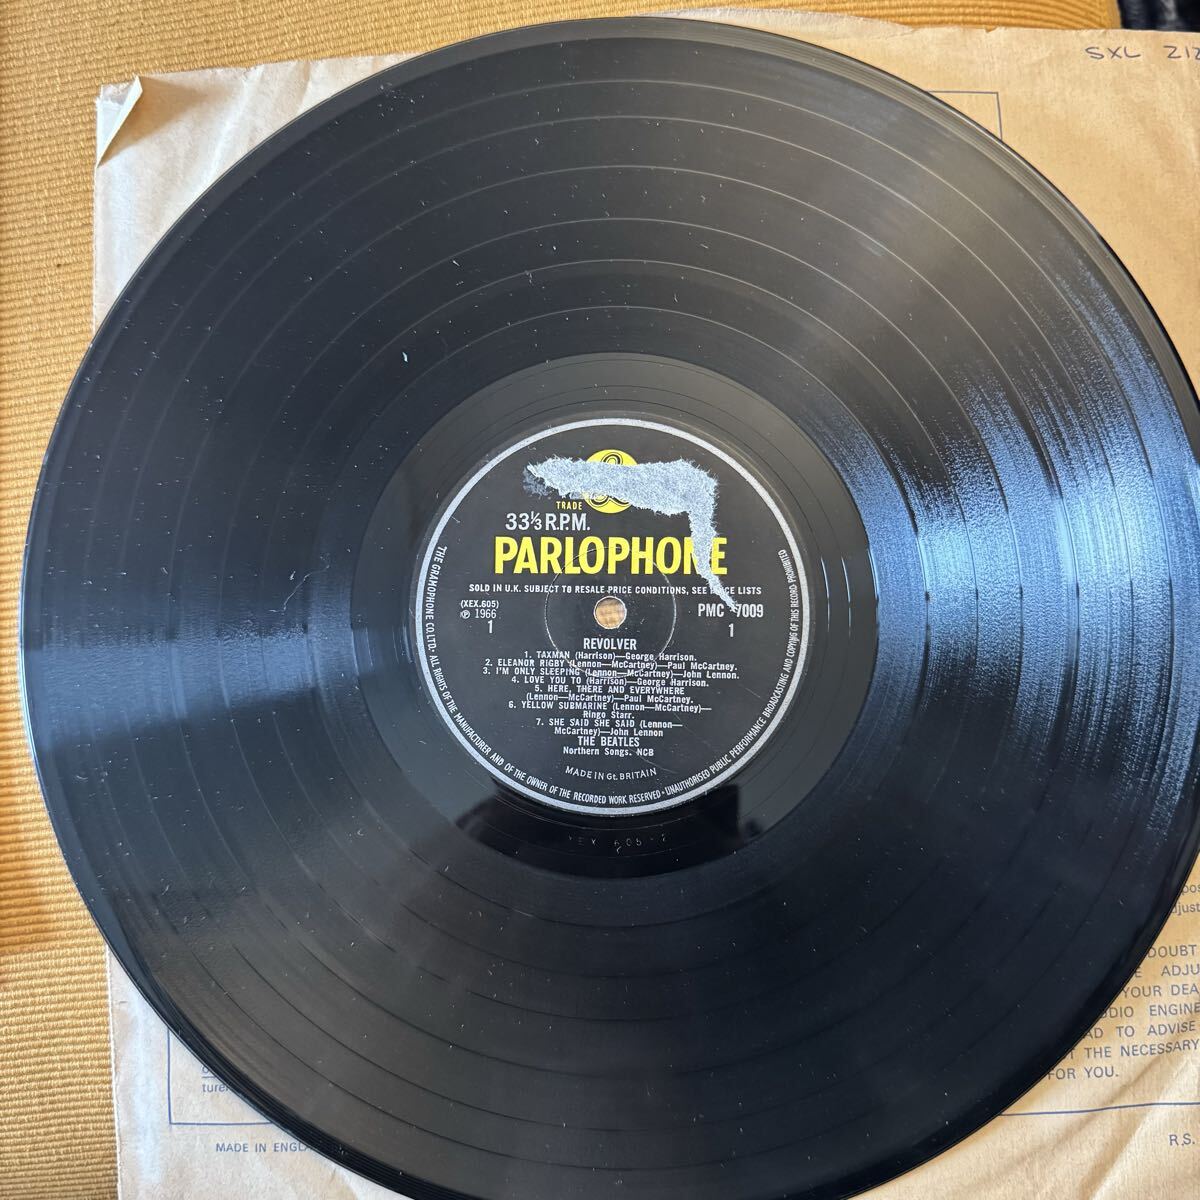 SXL
TRADE
33⅓ R.P.M.
PARLOPHONE
SOLD IN U.K. SUBJECT TO RESALE PRICE CONDITIONS, SEE LISTS
(XEX.605)
℗ 1966
1
PMC 7009
1
REVOLVER
1. TAXMAN (Harrison)—George Harrison.
2. ELEANOR RIGBY (Lennon—McCartney)—Paul McCartney.
3. I'M ONLY SLEEPING (Lennon—McCartney)—John Lennon.
4. LOVE YOU TO (Harrison)—George Harrison.
5. HERE, THERE AND EVERYWHERE
(Lennon—McCartney)—Paul McCartney.
6. YELLOW SUBMARINE (Lennon—McCartney)—
Ringo Starr.
7. SHE SAID SHE SAID (Lennon—
McCartney)—John Lennon
THE BEATLES
Northern Songs. NCB
MADE IN Gt. BRITAIN
THE GRAMOPHONE CO. LTD. · ALL RIGHTS OF THE MANUFACTURER AND OF THE OWNER OF THE RECORDED WORK RESERVED · UNAUTHORISED PUBLIC PERFORMANCE BROADCASTING AND COPYING OF THIS RECORD PROHIBITED
605
DOUBT
ADJU
YOUR DEA
DIO ENGINE
AD TO ADVISE
THE NECESSARY
FOR YOU.
MADE IN ENGLA
R.S.